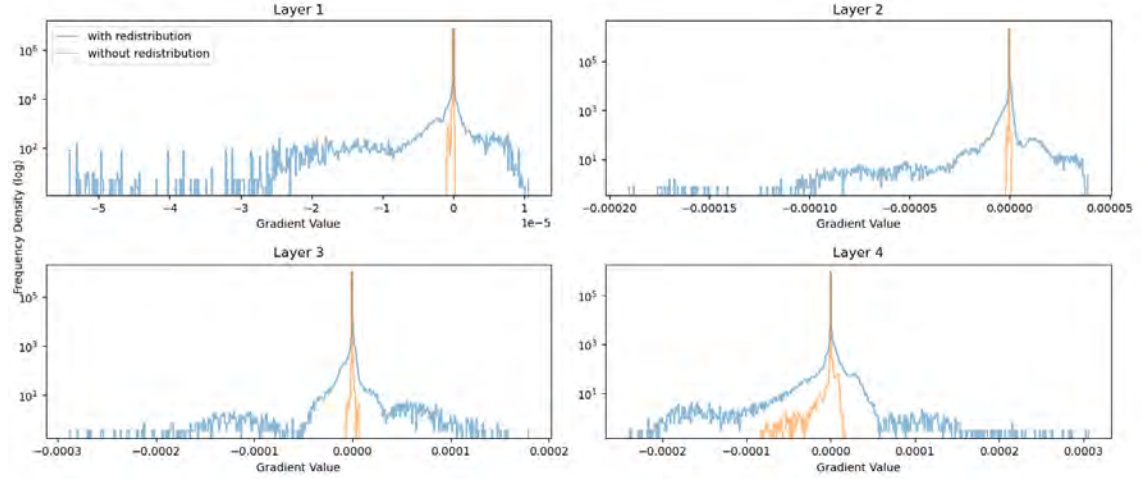 Layer 1
with redistribution
without redistribution
10^6
10^4
10^2
−5 −4 −3 −2 −1 0 1
1e−5
Gradient Value
Layer 2
10^5
10^3
10^1
−0.00020 −0.00015 −0.00010 −0.00005 0.00000 0.00005
Gradient Value
Frequency Density (log)
Layer 3
10^5
10^3
10^1
−0.0003 −0.0002 −0.0001 0.0000 0.0001 0.0002
Gradient Value
Layer 4
10^5
10^3
10^1
−0.0002 −0.0001 0.0000 0.0001 0.0002 0.0003
Gradient Value